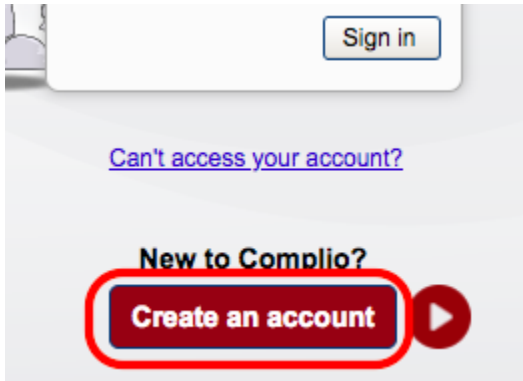 Sign in
Can't access your account?
New to Complio?
Create an account